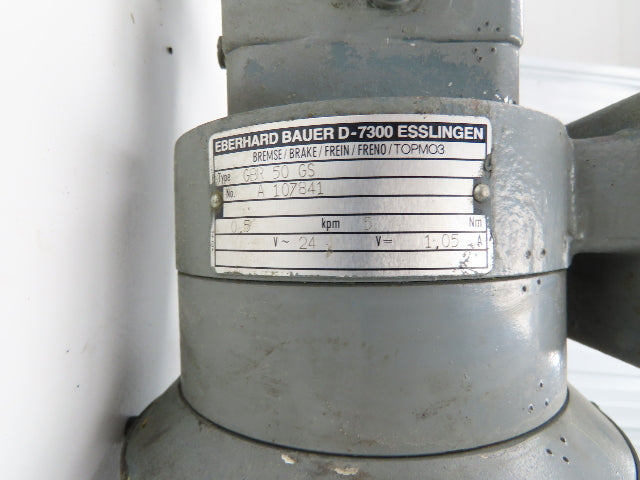 EBERHARD BAUER D-7300 ESSLINGEN
BREMSE/BRAKE/FREIN/FRENO/ТОРМОЗ
Type GBR 50 GS
No. A 107841
0,5 kpm 5 Nm
V~ 24 V= 1,05 A